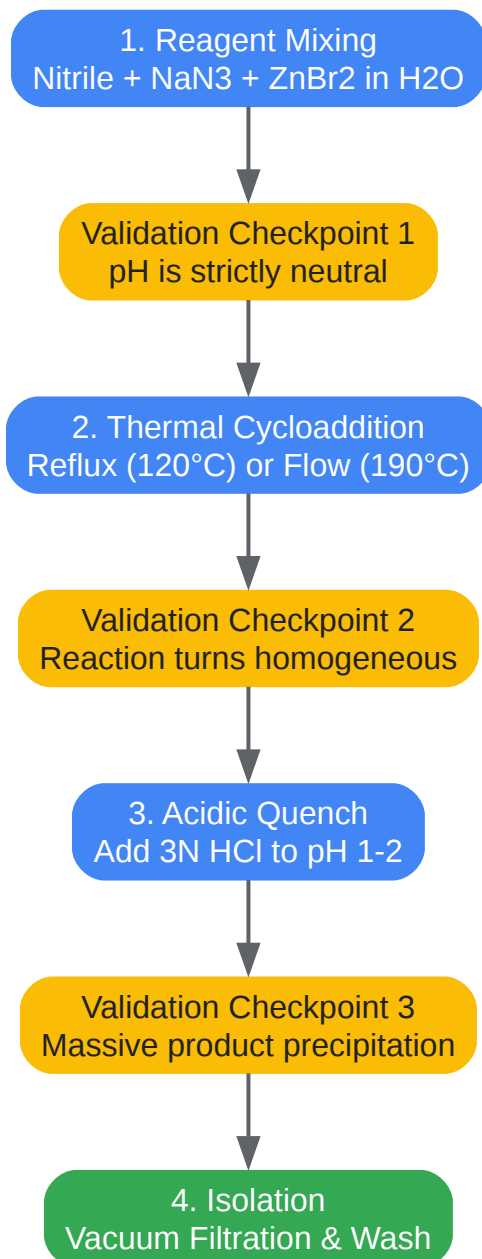 1. Reagent Mixing
Nitrile + NaN3 + ZnBr2 in H2O
Validation Checkpoint 1
pH is strictly neutral
2. Thermal Cycloaddition
Reflux (120°C) or Flow (190°C)
Validation Checkpoint 2
Reaction turns homogeneous
3. Acidic Quench
Add 3N HCl to pH 1-2
Validation Checkpoint 3
Massive product precipitation
4. Isolation
Vacuum Filtration & Wash